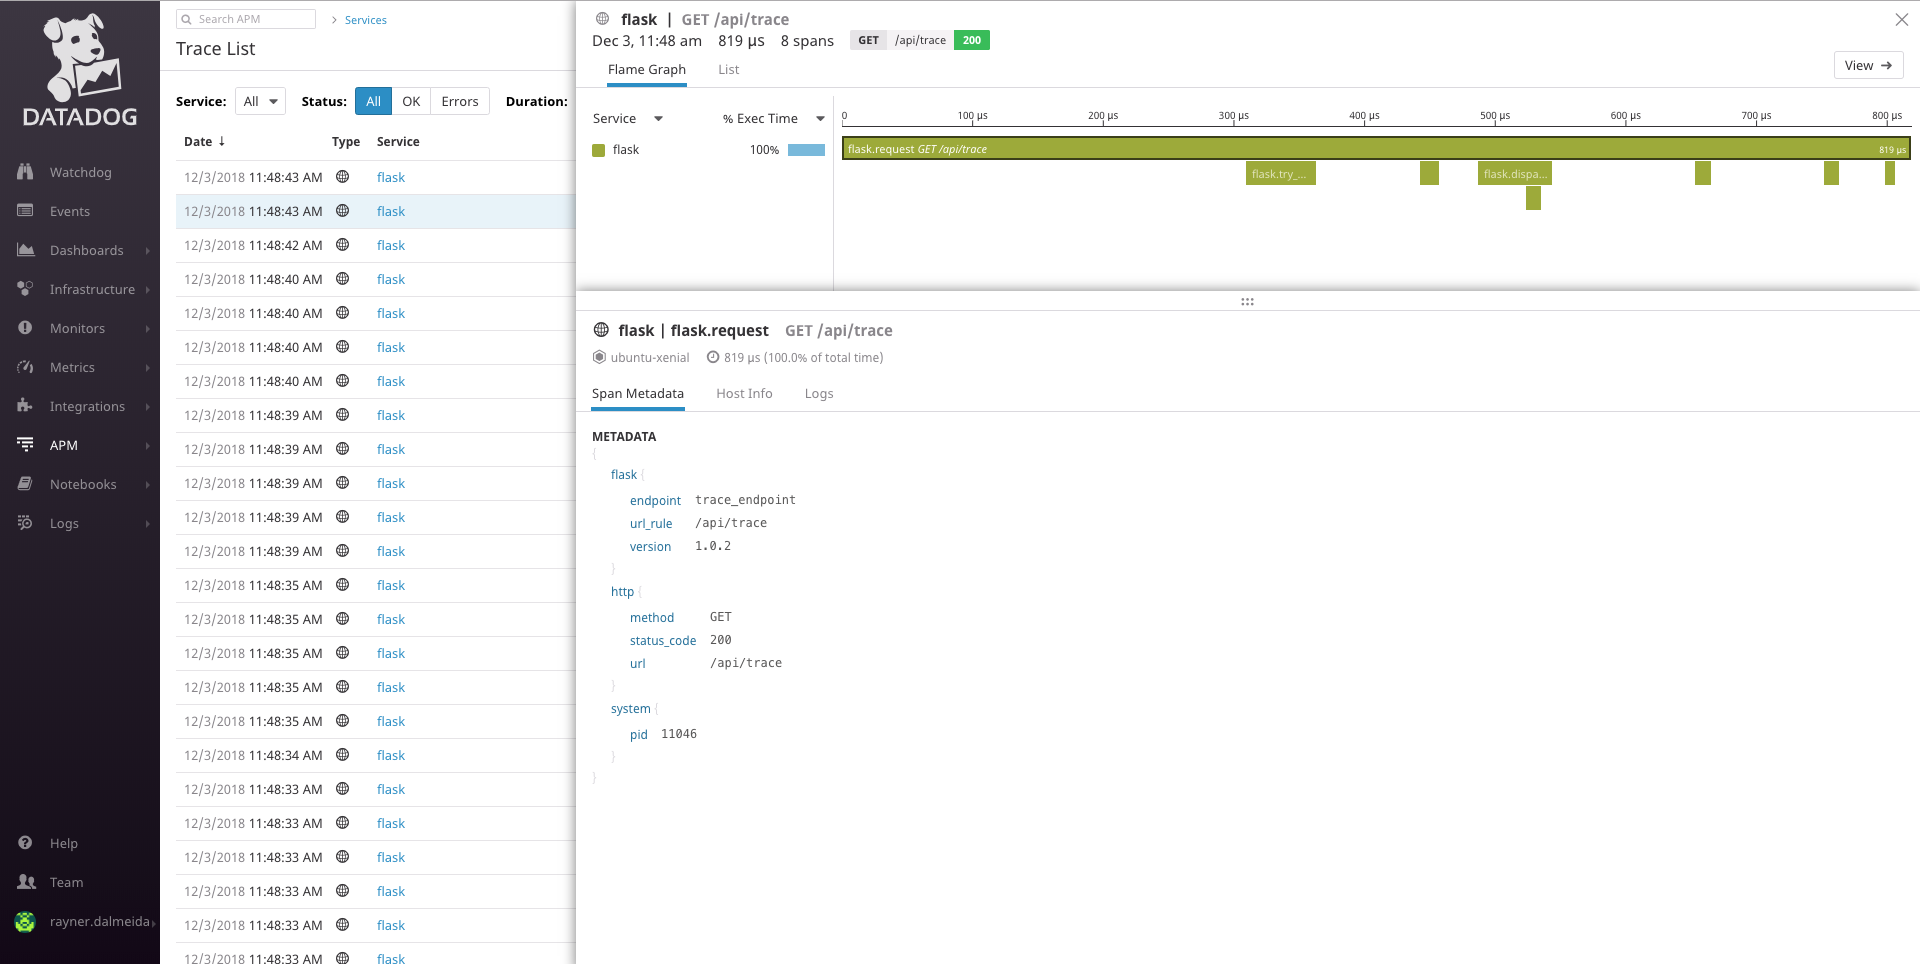 DATADOG
Watchdog
Events
Dashboards
Infrastructure
Monitors
Metrics
Integrations
APM
Notebooks
Logs
Help
Team
rayner.dalmeida
Search APM
> Services
Trace List
Service: All Status: All OK Errors Duration:
Date ↓ Type Service
12/3/2018 11:48:43 AM flask
12/3/2018 11:48:43 AM flask
12/3/2018 11:48:42 AM flask
12/3/2018 11:48:40 AM flask
12/3/2018 11:48:40 AM flask
12/3/2018 11:48:40 AM flask
12/3/2018 11:48:40 AM flask
12/3/2018 11:48:39 AM flask
12/3/2018 11:48:39 AM flask
12/3/2018 11:48:39 AM flask
12/3/2018 11:48:39 AM flask
12/3/2018 11:48:39 AM flask
12/3/2018 11:48:35 AM flask
12/3/2018 11:48:35 AM flask
12/3/2018 11:48:35 AM flask
12/3/2018 11:48:35 AM flask
12/3/2018 11:48:35 AM flask
12/3/2018 11:48:34 AM flask
12/3/2018 11:48:33 AM flask
12/3/2018 11:48:33 AM flask
12/3/2018 11:48:33 AM flask
12/3/2018 11:48:33 AM flask
12/3/2018 11:48:33 AM flask
12/3/2018 11:48:33 AM flask
flask | GET /api/trace
Dec 3, 11:48 am 819 µs 8 spans GET /api/trace 200
Flame Graph List
View →
Service % Exec Time
flask 100%
0 100 µs 200 µs 300 µs 400 µs 500 µs 600 µs 700 µs 800 µs
flask.request GET /api/trace 819 µs
flask.try_... flask.dispa...
flask | flask.request GET /api/trace
ubuntu-xenial 819 µs (100.0% of total time)
Span Metadata Host Info Logs
METADATA
{
flask {
endpoint trace_endpoint
url_rule /api/trace
version 1.0.2
}
http {
method GET
status_code 200
url /api/trace
}
system {
pid 11046
}
}